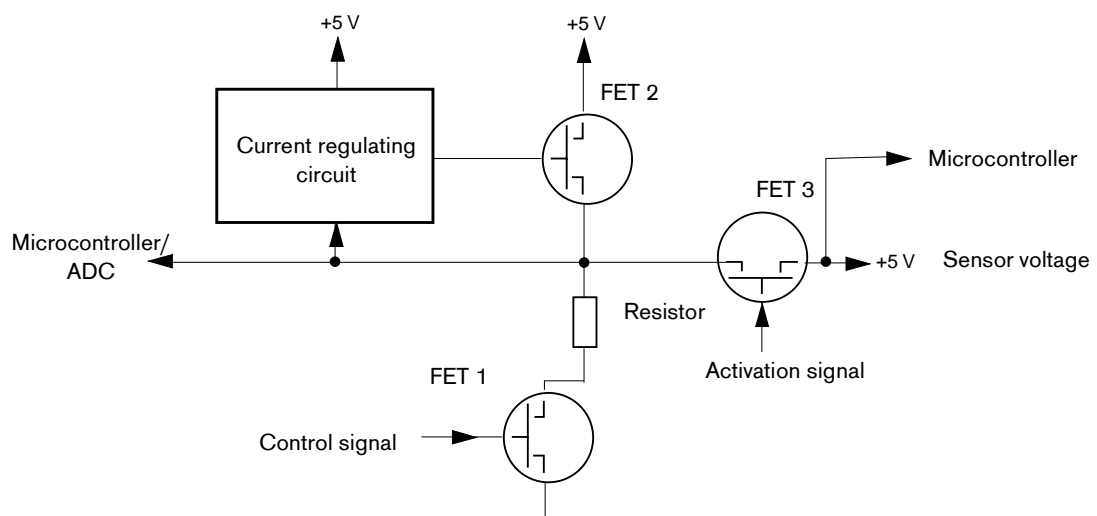 +5 V
+5 V
FET 2
Current regulating
circuit
Microcontroller
FET 3
Microcontroller/
ADC
+5 V
Sensor voltage
Resistor
FET 1
Activation signal
Control signal